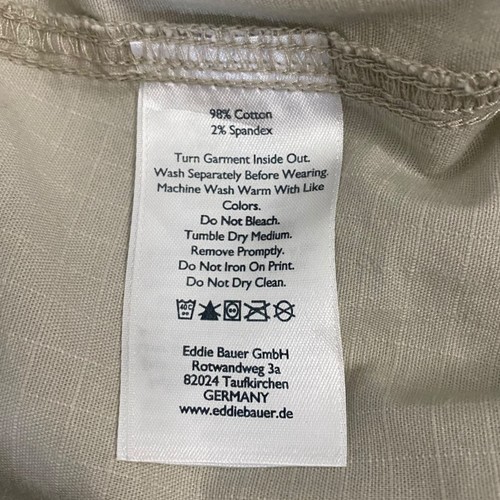 98% Cotton
2% Spandex
Turn Garment Inside Out.
Wash Separately Before Wearing.
Machine Wash Warm With Like
Colors.
Do Not Bleach.
Tumble Dry Medium.
Remove Promptly.
Do Not Iron On Print.
Do Not Dry Clean.
40C
Eddie Bauer GmbH
Rotwandweg 3a
82024 Taufkirchen
GERMANY
www.eddiebauer.de